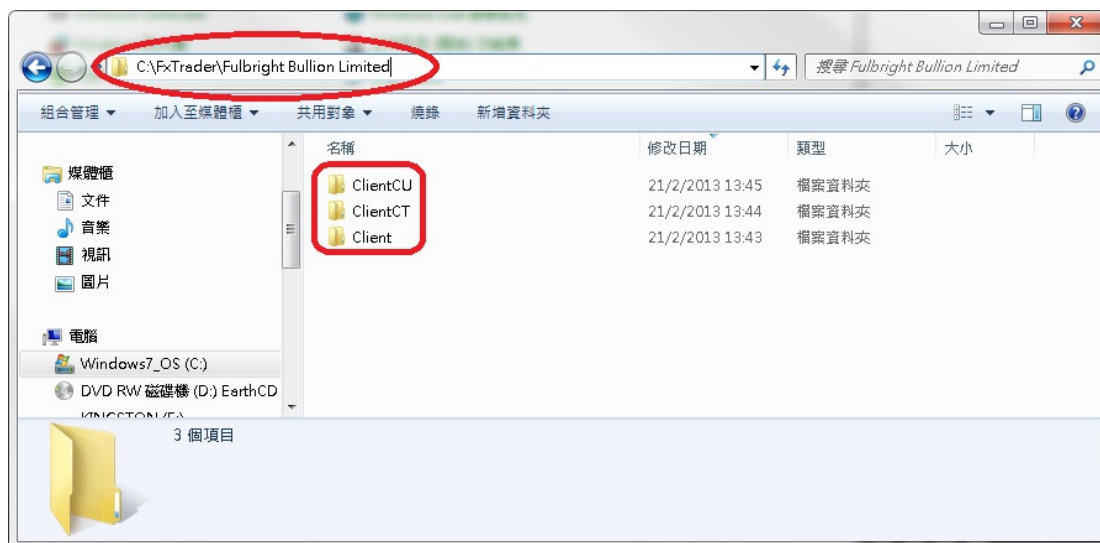 C:\FxTrader\Fulbright Bullion Limited
搜尋 Fulbright Bullion Limited
組合管理 加入至媒體櫃 共用對象 燒錄 新增資料夾
名稱 修改日期 類型 大小
媒體櫃
文件
音樂
視訊
圖片
電腦
Windows7_OS (C:)
DVD RW 磁碟機 (D:) EarthCD
ClientCU 21/2/2013 13:45 檔案資料夾
ClientCT 21/2/2013 13:44 檔案資料夾
Client 21/2/2013 13:43 檔案資料夾
3 個項目